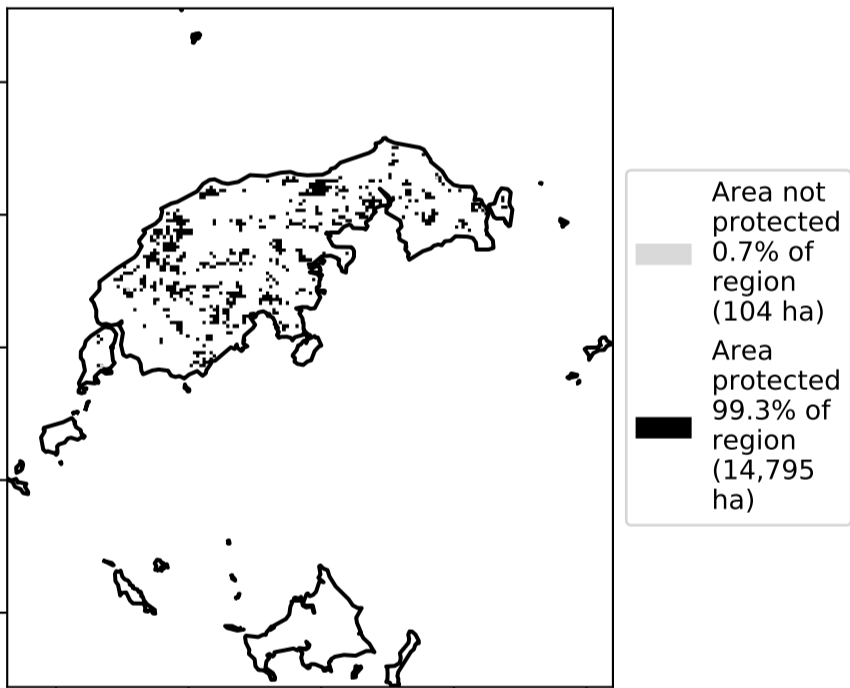 Area not
protected
0.7% of
region
(104 ha)
Area
protected
99.3% of
region
(14,795
ha)